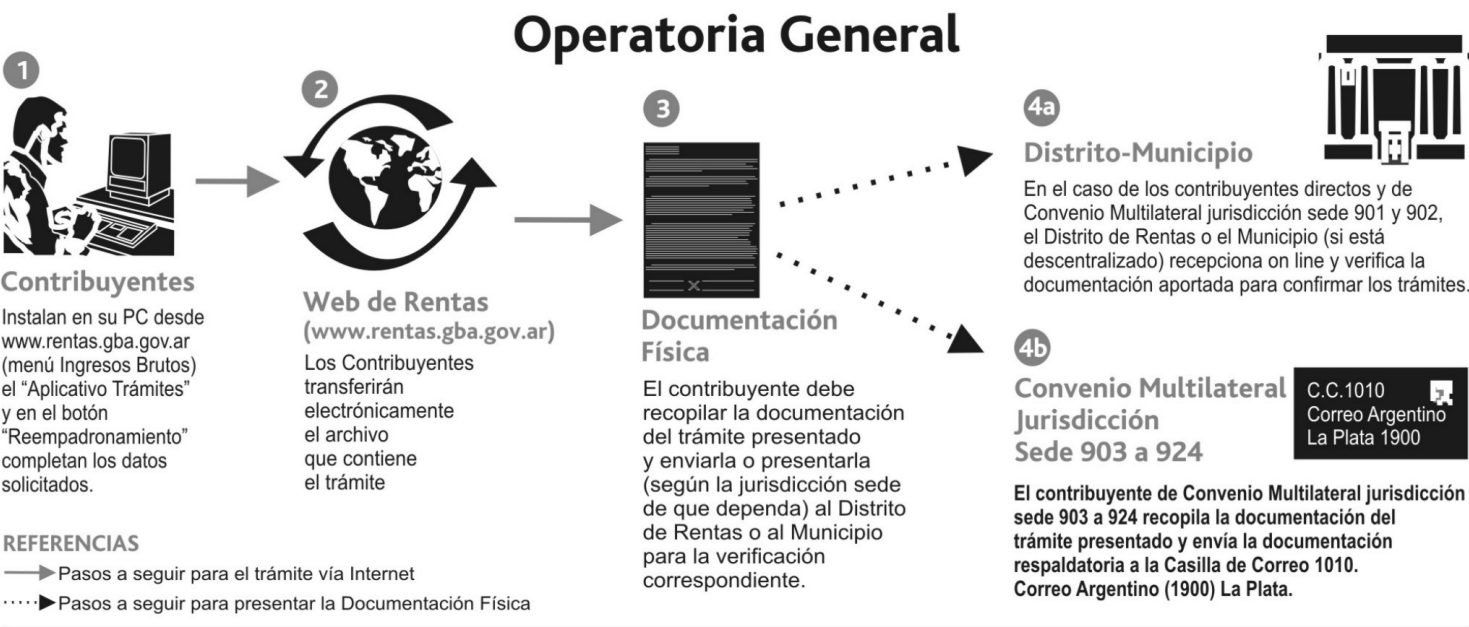 Operatoria General
1
Contribuyentes
Instalan en su PC desde
www.rentas.gba.gov.ar
(menú Ingresos Brutos)
el “Aplicativo Trámites”
y en el botón
“Reempadronamiento”
completan los datos
solicitados.
2
Web de Rentas
(www.rentas.gba.gov.ar)
Los Contribuyentes
transferirán
electrónicamente
el archivo
que contiene
el trámite
3
Documentación
Física
El contribuyente debe
recopilar la documentación
del trámite presentado
y enviarla o presentarla
(según la jurisdicción sede
de que dependa) al Distrito
de Rentas o al Municipio
para la verificación
correspondiente.
4a
Distrito-Municipio
En el caso de los contribuyentes directos y de
Convenio Multilateral jurisdicción sede 901 y 902,
el Distrito de Rentas o el Municipio (si está
descentralizado) recepciona on line y verifica la
documentación aportada para confirmar los trámites.
4b
Convenio Multilateral
Jurisdicción
Sede 903 a 924
C.C.1010
Correo Argentino
La Plata 1900
El contribuyente de Convenio Multilateral jurisdicción
sede 903 a 924 recopila la documentación del
trámite presentado y envía la documentación
respaldatoria a la Casilla de Correo 1010.
Correo Argentino (1900) La Plata.
REFERENCIAS
Pasos a seguir para el trámite vía Internet
Pasos a seguir para presentar la Documentación Física